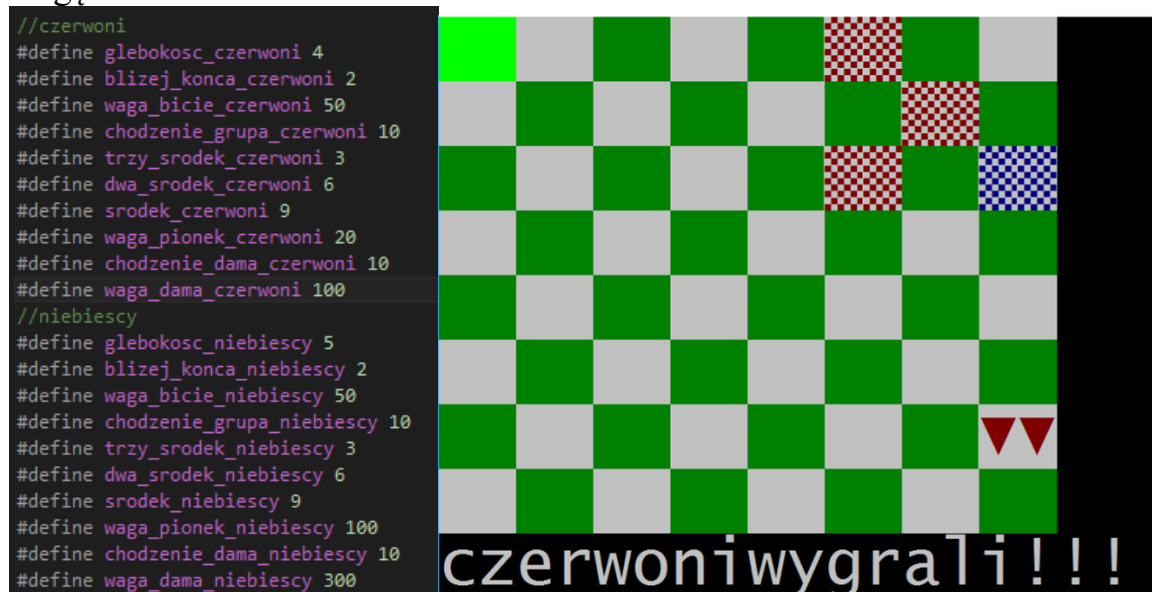 //czerwoni
#define glebokosc_czerwoni 4
#define blizej_konca_czerwoni 2
#define waga_bicie_czerwoni 50
#define chodzenie_grupa_czerwoni 10
#define trzy_srodek_czerwoni 3
#define dwa_srodek_czerwoni 6
#define srodek_czerwoni 9
#define waga_pionek_czerwoni 20
#define chodzenie_dama_czerwoni 10
#define waga_dama_czerwoni 100
//niebiescy
#define glebokosc_niebiescy 5
#define blizej_konca_niebiescy 2
#define waga_bicie_niebiescy 50
#define chodzenie_grupa_niebiescy 10
#define trzy_srodek_niebiescy 3
#define dwa_srodek_niebiescy 6
#define srodek_niebiescy 9
#define waga_pionek_niebiescy 100
#define chodzenie_dama_niebiescy 10
#define waga_dama_niebiescy 300
czerwoniwygrali!!!